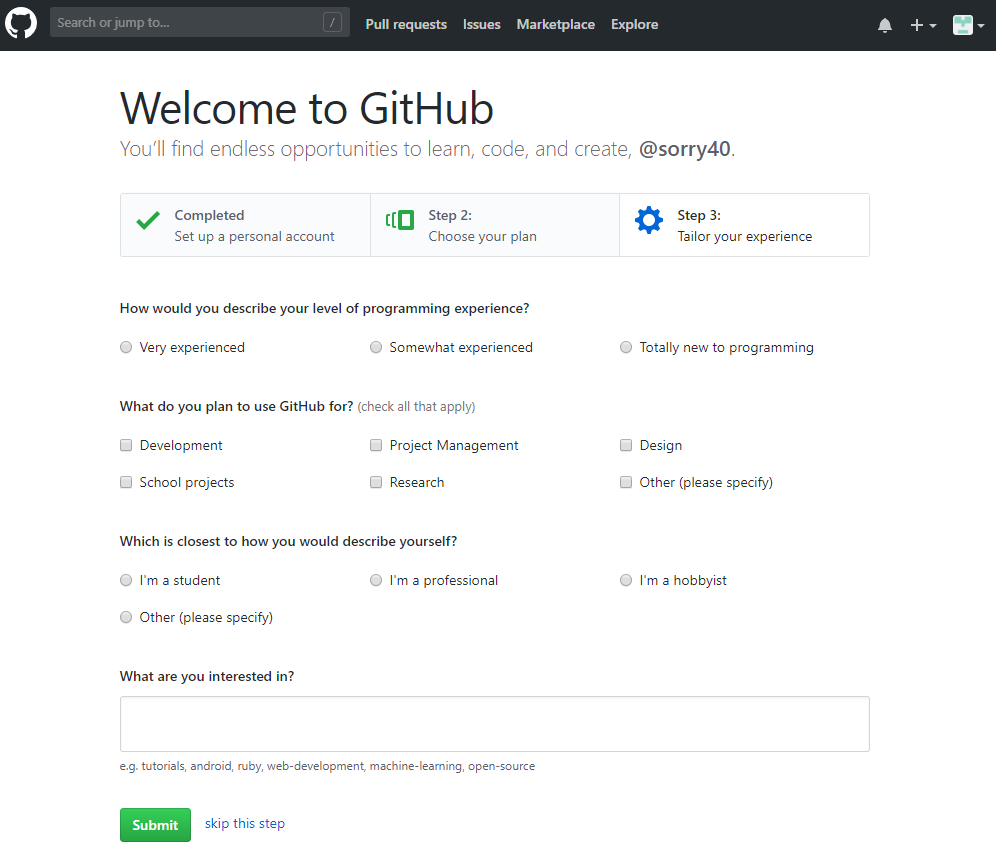 Search or jump to... /
Pull requests Issues Marketplace Explore
Welcome to GitHub
You’ll find endless opportunities to learn, code, and create, @sorry40.
Completed
Set up a personal account
Step 2:
Choose your plan
Step 3:
Tailor your experience
How would you describe your level of programming experience?
Very experienced Somewhat experienced Totally new to programming
What do you plan to use GitHub for? (check all that apply)
Development Project Management Design
School projects Research Other (please specify)
Which is closest to how you would describe yourself?
I'm a student I'm a professional I'm a hobbyist
Other (please specify)
What are you interested in?
e.g. tutorials, android, ruby, web-development, machine-learning, open-source
Submit skip this step